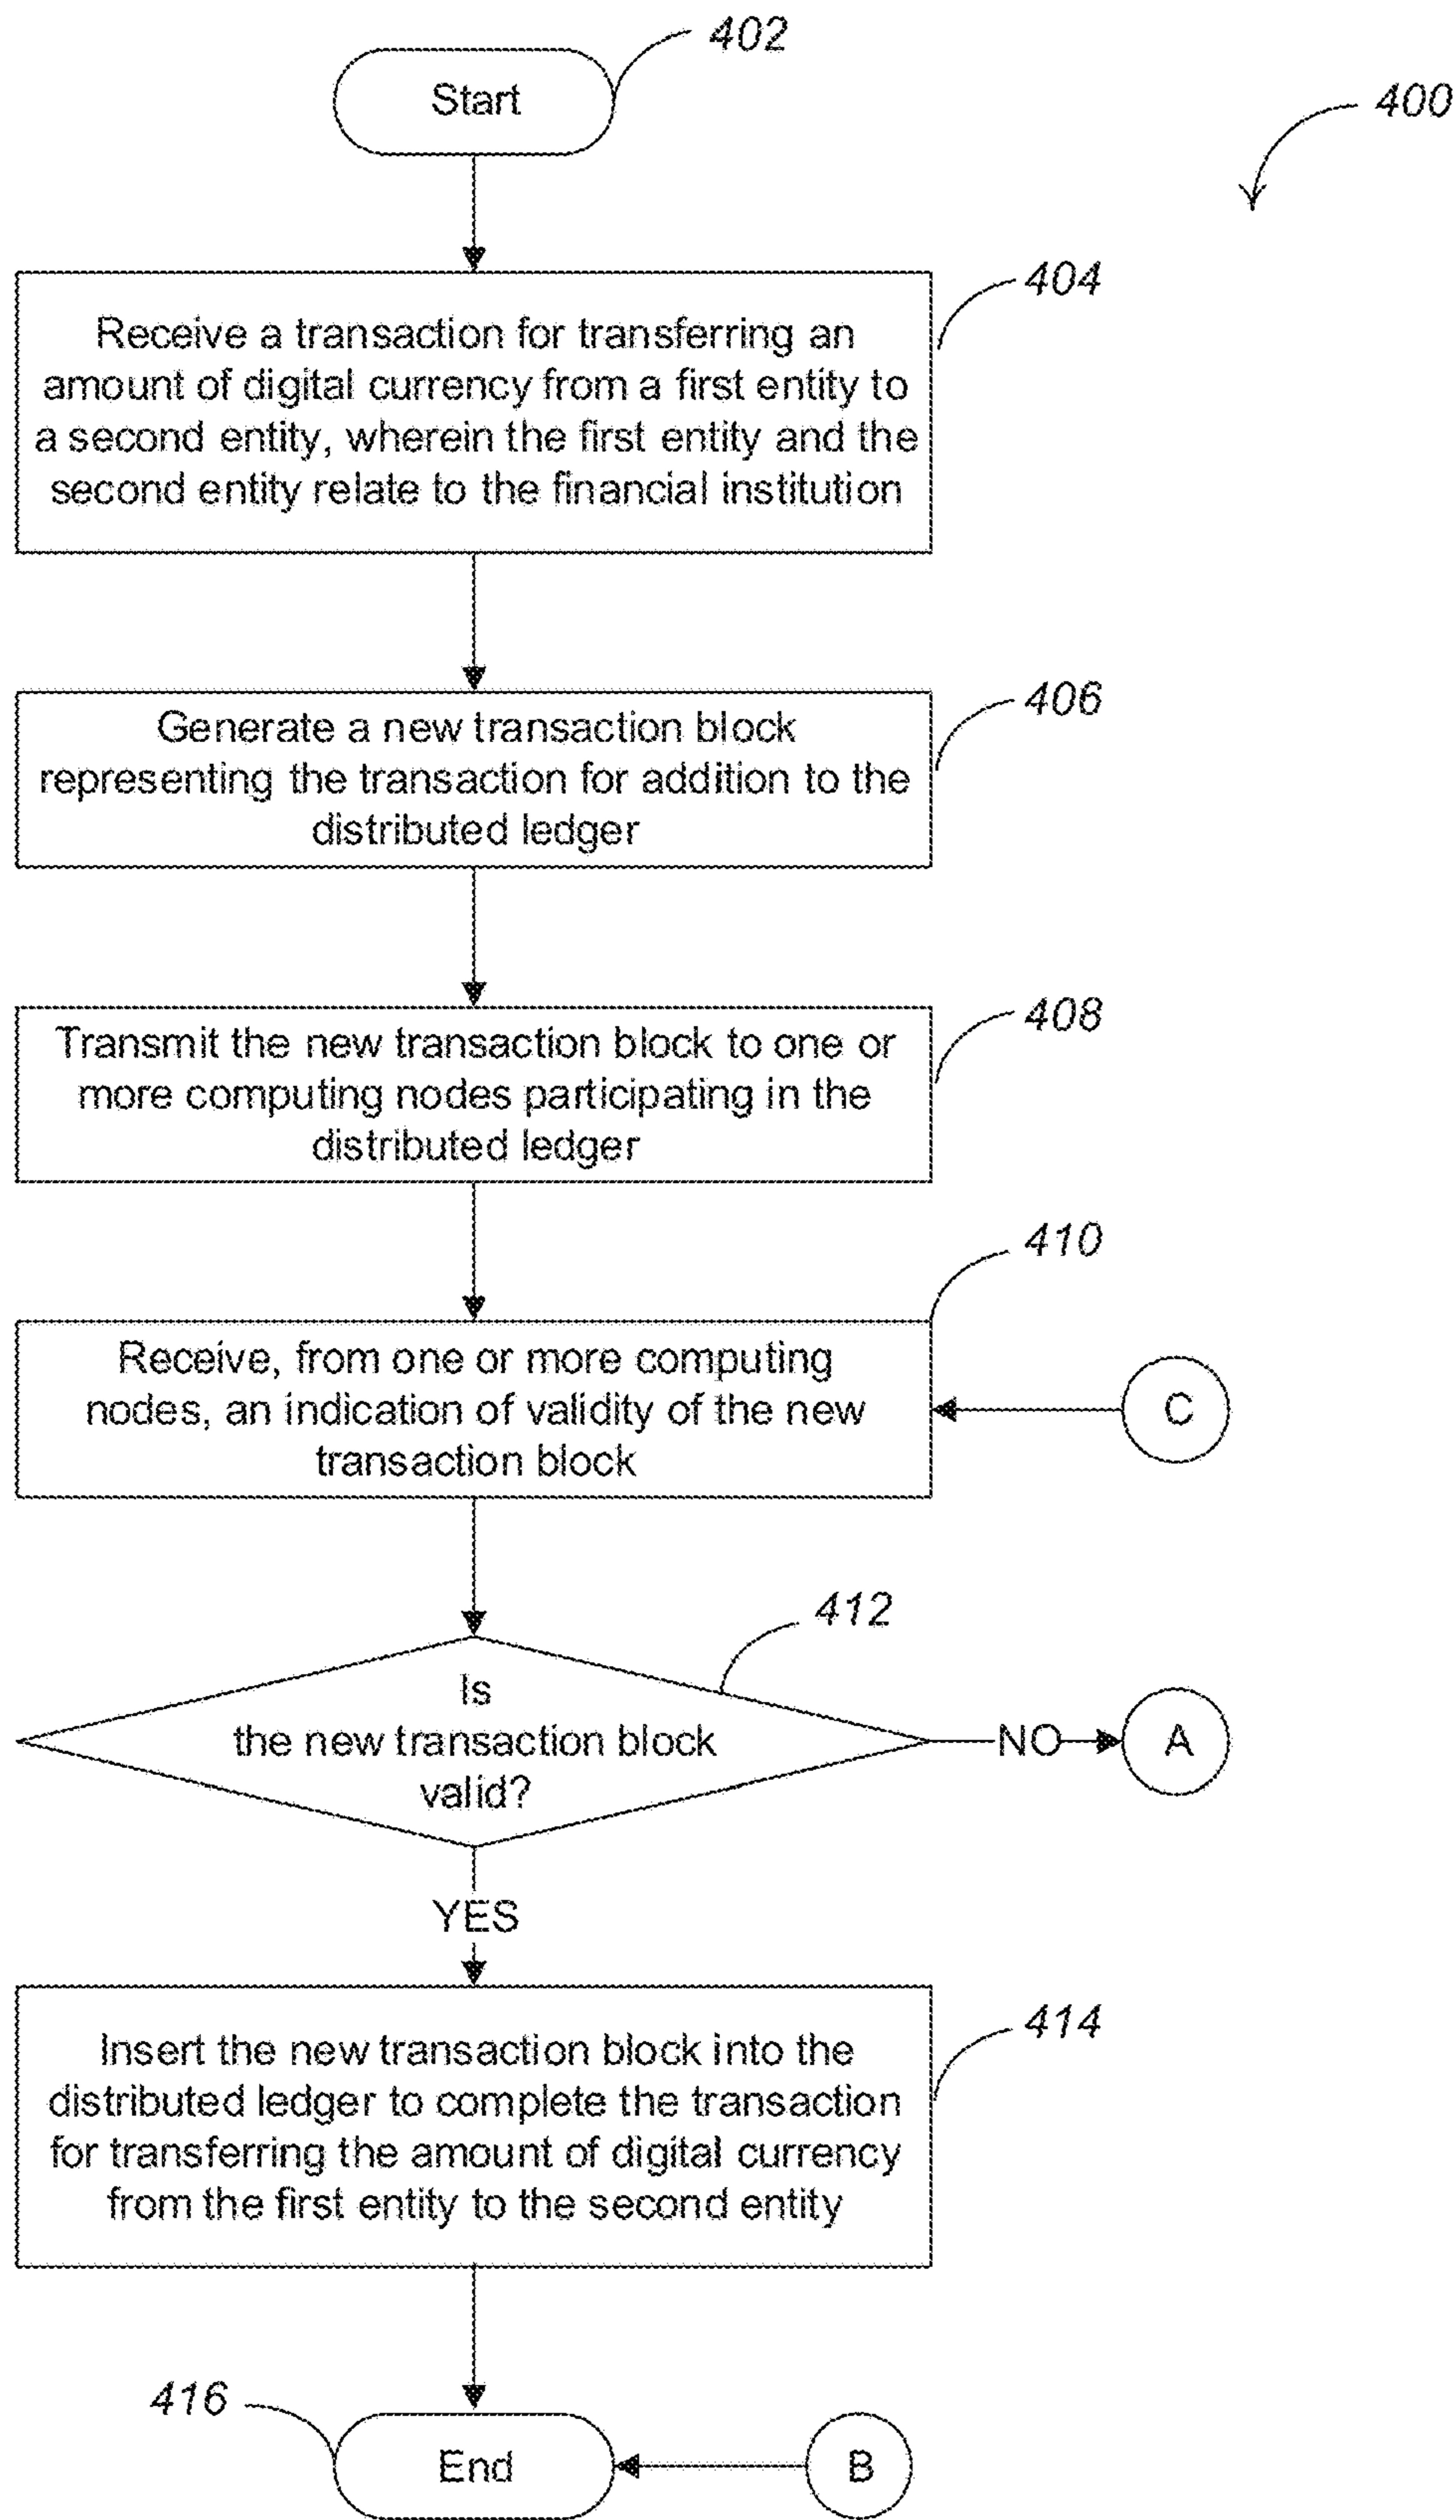 402
Start
400
404
Receive a transaction for transferring an
amount of digital currency from a first entity to
a second entity, wherein the first entity and the
second entity relate to the financial institution
406
Generate a new transaction block
representing the transaction for addition to the
distributed ledger
408
Transmit the new transaction block to one or
more computing nodes participating in the
distributed ledger
410
Receive, from one or more computing
nodes, an indication of validity of the new
transaction block
C
412
Is
the new transaction block
valid?
NO
A
YES
414
Insert the new transaction block into the
distributed ledger to complete the transaction
for transferring the amount of digital currency
from the first entity to the second entity
416
End
B